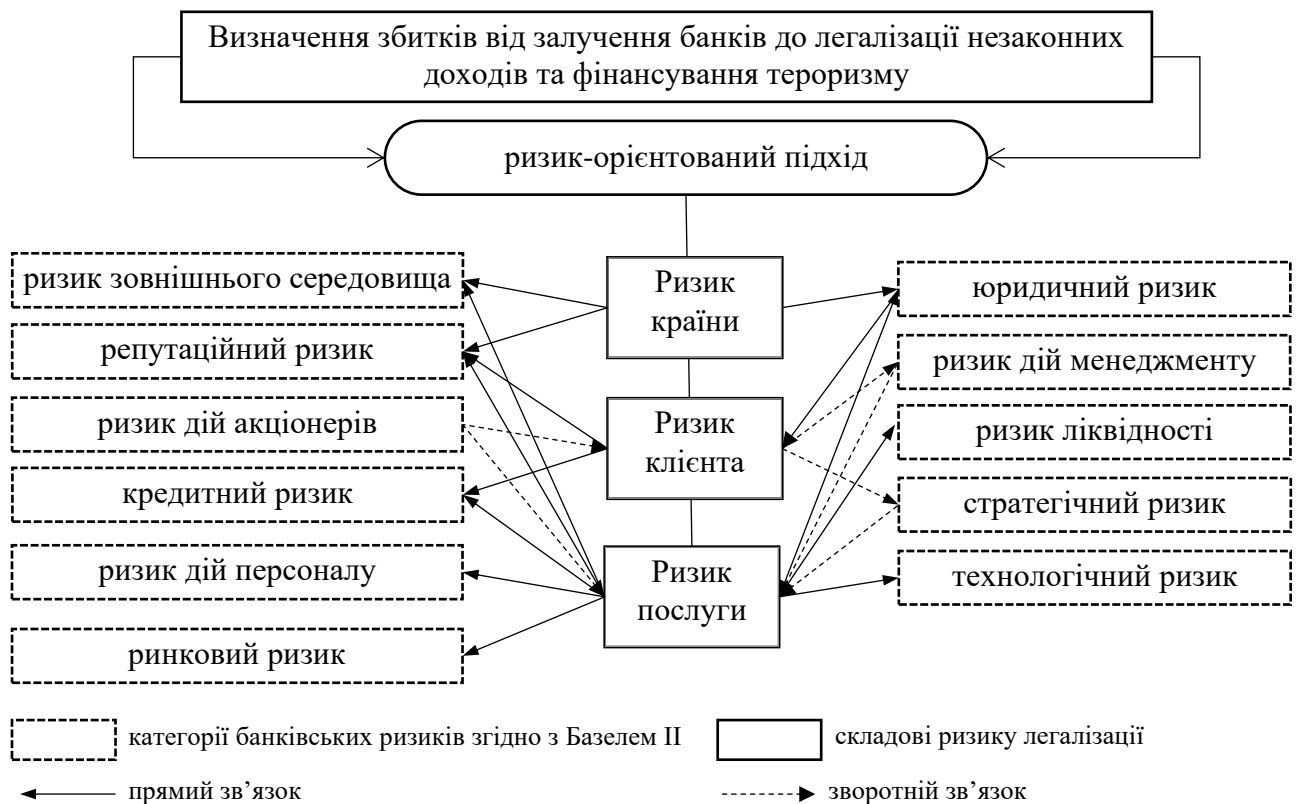 Визначення збитків від залучення банків до легалізації незаконних
доходів та фінансування тероризму
ризик-орієнтований підхід
ризик зовнішнього середовища
репутаційний ризик
ризик дій акціонерів
кредитний ризик
ризик дій персоналу
ринковий ризик
Ризик
країни
Ризик
клієнта
Ризик
послуги
юридичний ризик
ризик дій менеджменту
ризик ліквідності
стратегічний ризик
технологічний ризик
категорії банківських ризиків згідно з Базелем II
складові ризику легалізації
прямий зв’язок
зворотній зв’язок